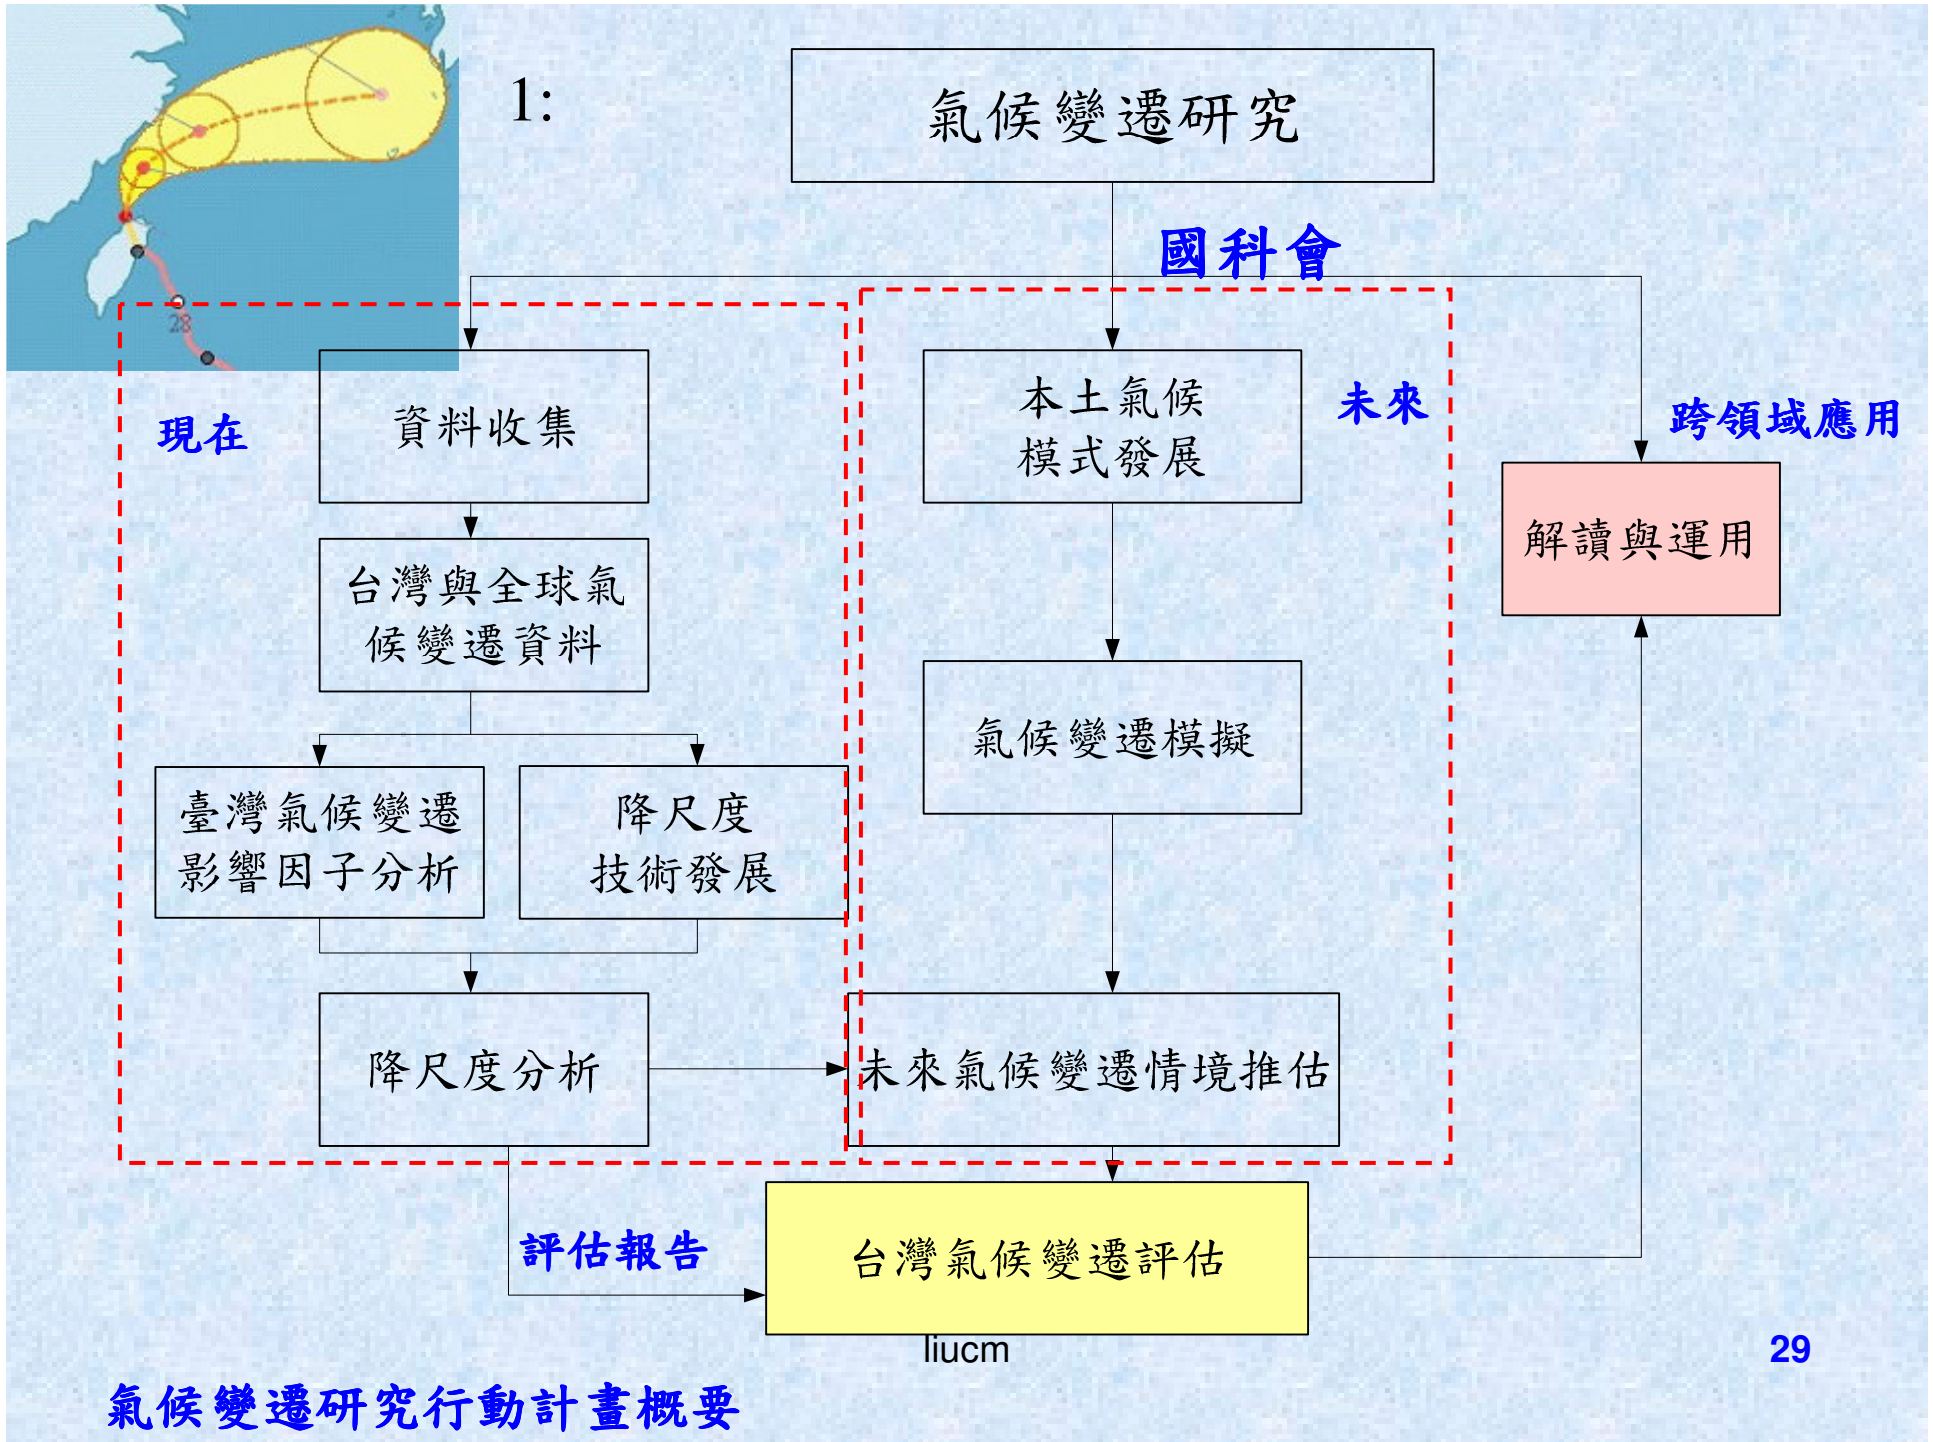 1:
氣候變遷研究
國科會
28
現在
資料收集
本土氣候
模式發展
未來
跨領域應用
解讀與運用
台灣與全球氣
候變遷資料
氣候變遷模擬
臺灣氣候變遷
影響因子分析
降尺度
技術發展
降尺度分析
未來氣候變遷情境推估
評估報告
台灣氣候變遷評估
liucm
29
氣候變遷研究行動計畫概要